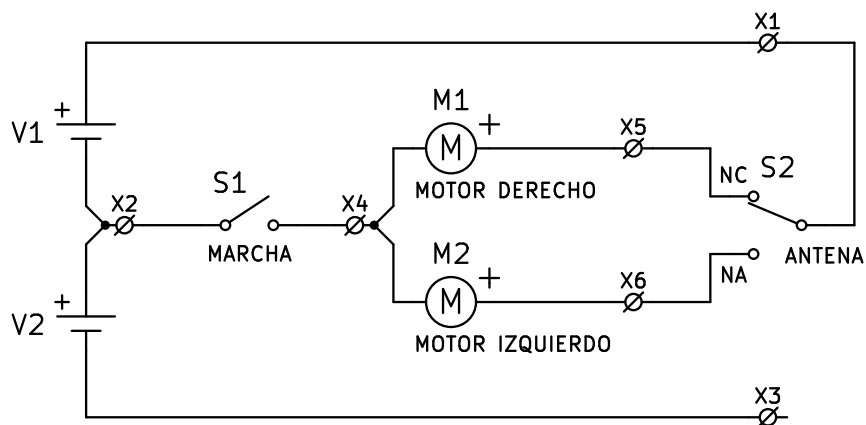 X1
+
V1
M1
+
X5
M
NC
S2
MOTOR DERECHO
S1
X2
X4
MARCHA
ANTENA
M2
+
X6
NA
+
V2
M
MOTOR IZQUIERDO
X3